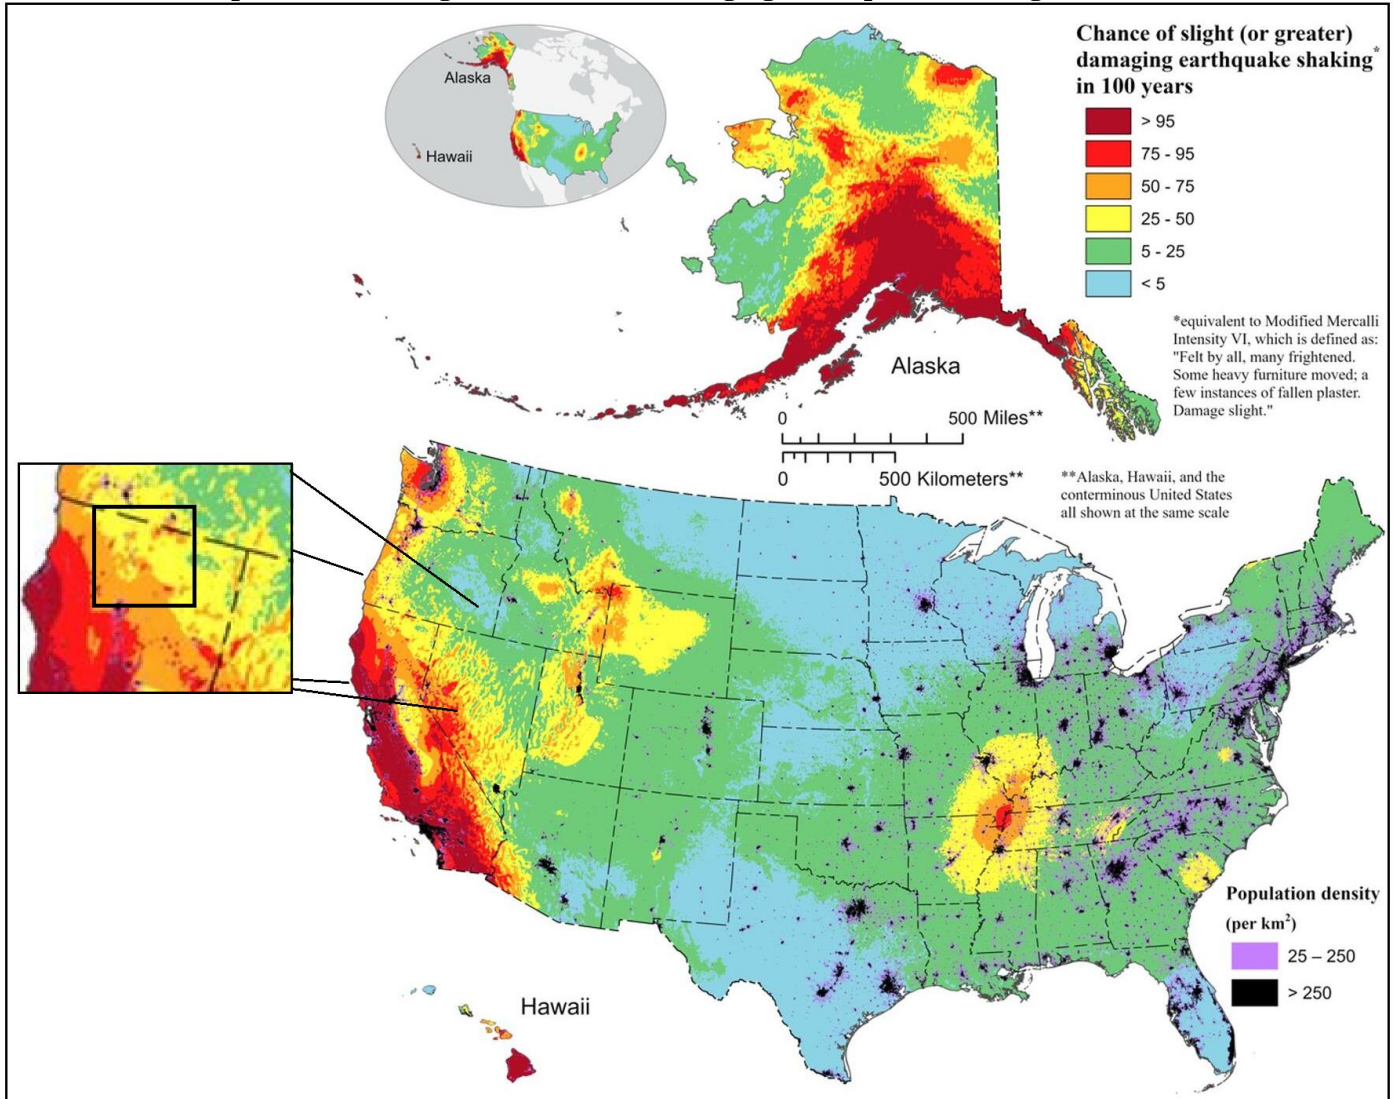 Alaska
Hawaii
Chance of slight (or greater)
damaging earthquake shaking*
in 100 years
> 95
75 - 95
50 - 75
25 - 50
5 - 25
< 5
*equivalent to Modified Mercalli
Intensity VI, which is defined as:
"Felt by all, many frightened.
Some heavy furniture moved; a
few instances of fallen plaster.
Damage slight."
Alaska
0 500 Miles**
0 500 Kilometers**
**Alaska, Hawaii, and the
conterminous United States
all shown at the same scale
Population density
(per km²)
25 – 250
> 250
Hawaii